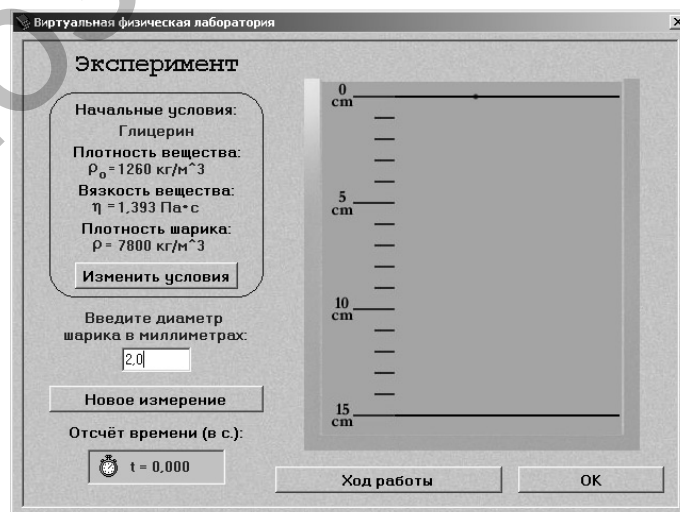 Виртуальная физическая лаборатория
Эксперимент
Начальные условия:
Глицерин
Плотность вещества:
ρ₀=1260 кг/м^3
Вязкость вещества:
η =1,393 Па•с
Плотность шарика:
ρ= 7800 кг/м^3
Изменить условия
Введите диаметр
шарика в миллиметрах:
2,0
Новое измерение
Отсчёт времени (в с.):
t = 0,000
0
cm
5
cm
10
cm
15
cm
Ход работы
OK